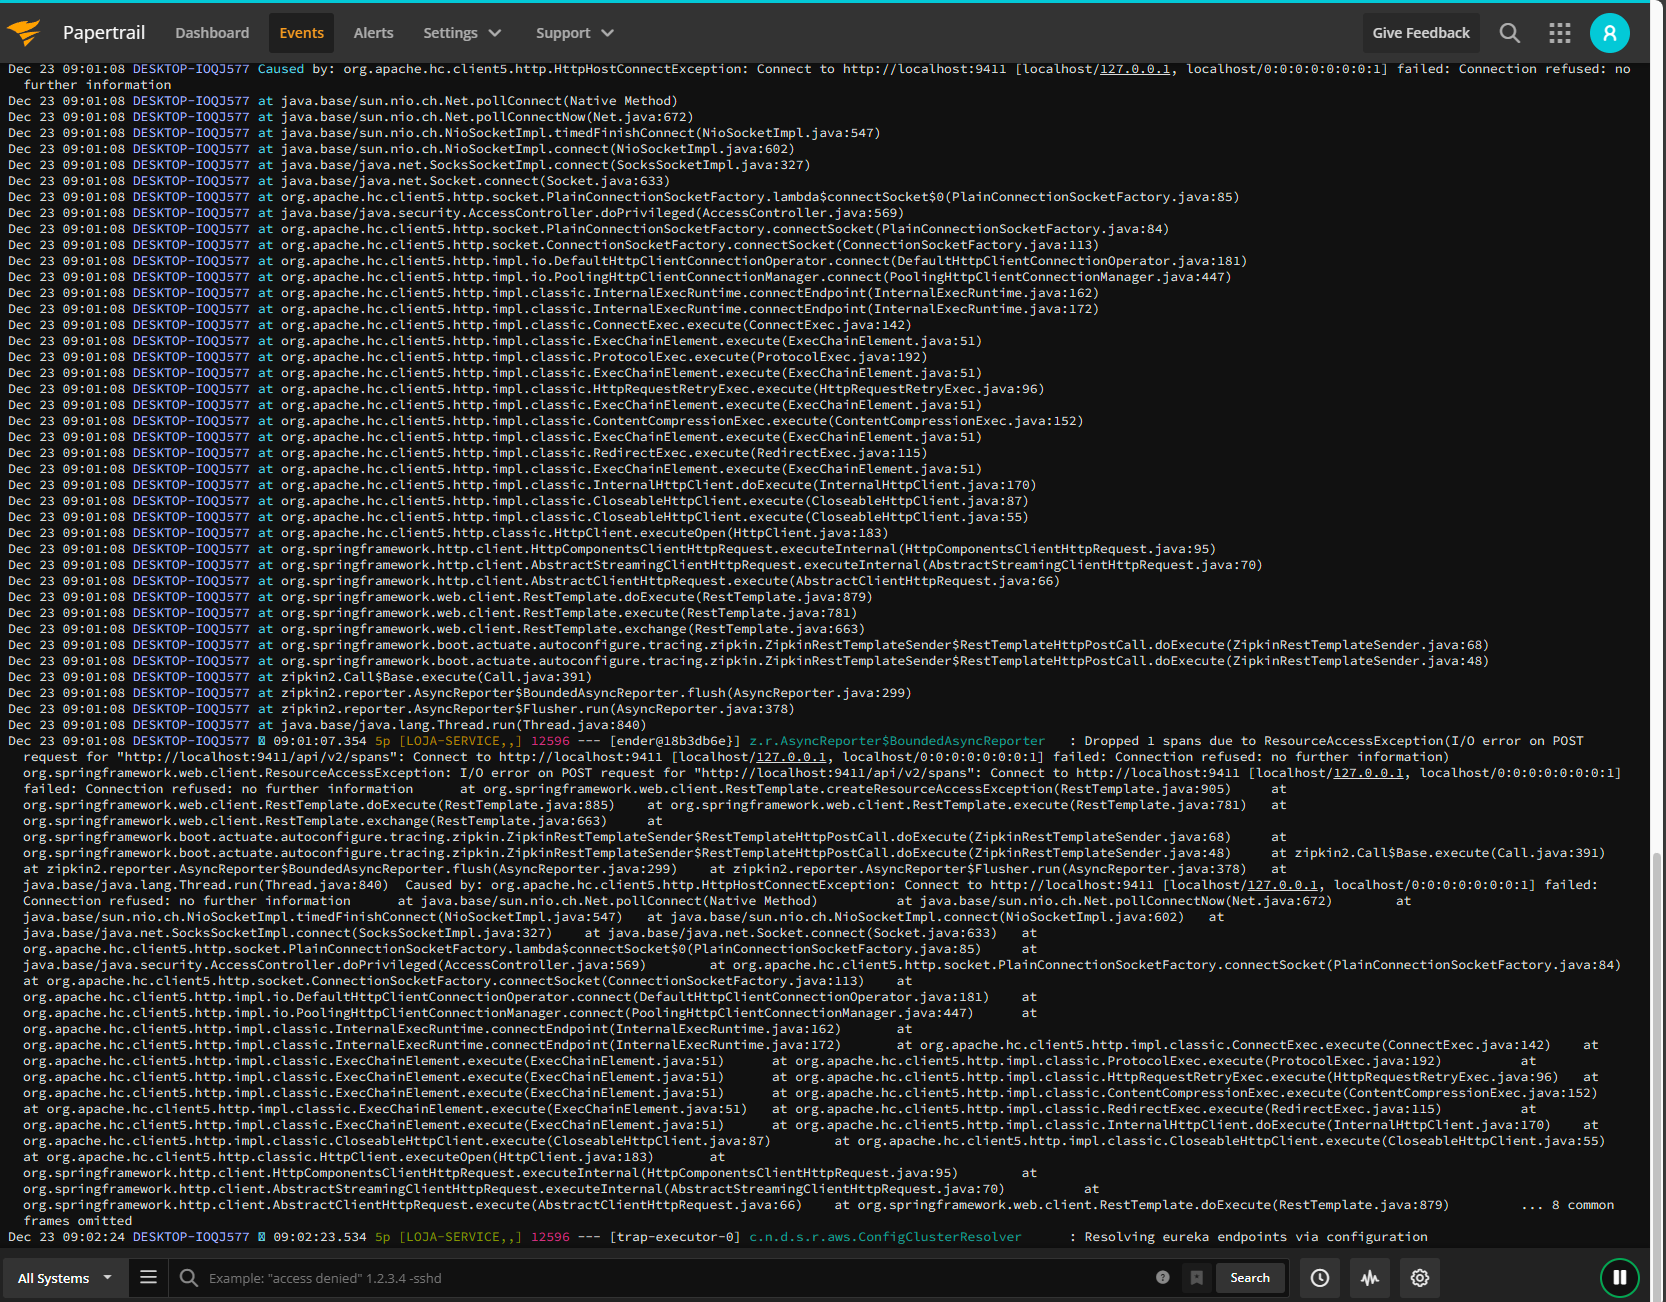 Papertrail Dashboard Events Alerts Settings Support Give Feedback R
Dec 23 09:01:08 DESKTOP-IOQJ577 Caused by: org.apache.hc.client5.http.HttpHostConnectException: Connect to http://localhost:9411 [localhost/127.0.0.1, localhost/0:0:0:0:0:0:0:1] failed: Connection refused: no
further information
Dec 23 09:01:08 DESKTOP-IOQJ577 at java.base/sun.nio.ch.Net.pollConnect(Native Method)
Dec 23 09:01:08 DESKTOP-IOQJ577 at java.base/sun.nio.ch.Net.pollConnectNow(Net.java:672)
Dec 23 09:01:08 DESKTOP-IOQJ577 at java.base/sun.nio.ch.NioSocketImpl.timedFinishConnect(NioSocketImpl.java:547)
Dec 23 09:01:08 DESKTOP-IOQJ577 at java.base/sun.nio.ch.NioSocketImpl.connect(NioSocketImpl.java:602)
Dec 23 09:01:08 DESKTOP-IOQJ577 at java.base/java.net.SocksSocketImpl.connect(SocksSocketImpl.java:327)
Dec 23 09:01:08 DESKTOP-IOQJ577 at java.base/java.net.Socket.connect(Socket.java:633)
Dec 23 09:01:08 DESKTOP-IOQJ577 at org.apache.hc.client5.http.socket.PlainConnectionSocketFactory.lambda$connectSocket$0(PlainConnectionSocketFactory.java:85)
Dec 23 09:01:08 DESKTOP-IOQJ577 at java.base/java.security.AccessController.doPrivileged(AccessController.java:569)
Dec 23 09:01:08 DESKTOP-IOQJ577 at org.apache.hc.client5.http.socket.PlainConnectionSocketFactory.connectSocket(PlainConnectionSocketFactory.java:84)
Dec 23 09:01:08 DESKTOP-IOQJ577 at org.apache.hc.client5.http.socket.ConnectionSocketFactory.connectSocket(ConnectionSocketFactory.java:113)
Dec 23 09:01:08 DESKTOP-IOQJ577 at org.apache.hc.client5.http.impl.io.DefaultHttpClientConnectionOperator.connect(DefaultHttpClientConnectionOperator.java:181)
Dec 23 09:01:08 DESKTOP-IOQJ577 at org.apache.hc.client5.http.impl.io.PoolingHttpClientConnectionManager.connect(PoolingHttpClientConnectionManager.java:447)
Dec 23 09:01:08 DESKTOP-IOQJ577 at org.apache.hc.client5.http.impl.classic.InternalExecRuntime.connectEndpoint(InternalExecRuntime.java:162)
Dec 23 09:01:08 DESKTOP-IOQJ577 at org.apache.hc.client5.http.impl.classic.InternalExecRuntime.connectEndpoint(InternalExecRuntime.java:172)
Dec 23 09:01:08 DESKTOP-IOQJ577 at org.apache.hc.client5.http.impl.classic.ConnectExec.execute(ConnectExec.java:142)
Dec 23 09:01:08 DESKTOP-IOQJ577 at org.apache.hc.client5.http.impl.classic.ExecChainElement.execute(ExecChainElement.java:51)
Dec 23 09:01:08 DESKTOP-IOQJ577 at org.apache.hc.client5.http.impl.classic.ProtocolExec.execute(ProtocolExec.java:192)
Dec 23 09:01:08 DESKTOP-IOQJ577 at org.apache.hc.client5.http.impl.classic.ExecChainElement.execute(ExecChainElement.java:51)
Dec 23 09:01:08 DESKTOP-IOQJ577 at org.apache.hc.client5.http.impl.classic.HttpRequestRetryExec.execute(HttpRequestRetryExec.java:96)
Dec 23 09:01:08 DESKTOP-IOQJ577 at org.apache.hc.client5.http.impl.classic.ExecChainElement.execute(ExecChainElement.java:51)
Dec 23 09:01:08 DESKTOP-IOQJ577 at org.apache.hc.client5.http.impl.classic.ContentCompressionExec.execute(ContentCompressionExec.java:152)
Dec 23 09:01:08 DESKTOP-IOQJ577 at org.apache.hc.client5.http.impl.classic.ExecChainElement.execute(ExecChainElement.java:51)
Dec 23 09:01:08 DESKTOP-IOQJ577 at org.apache.hc.client5.http.impl.classic.RedirectExec.execute(RedirectExec.java:115)
Dec 23 09:01:08 DESKTOP-IOQJ577 at org.apache.hc.client5.http.impl.classic.ExecChainElement.execute(ExecChainElement.java:51)
Dec 23 09:01:08 DESKTOP-IOQJ577 at org.apache.hc.client5.http.impl.classic.InternalHttpClient.doExecute(InternalHttpClient.java:170)
Dec 23 09:01:08 DESKTOP-IOQJ577 at org.apache.hc.client5.http.impl.classic.CloseableHttpClient.execute(CloseableHttpClient.java:87)
Dec 23 09:01:08 DESKTOP-IOQJ577 at org.apache.hc.client5.http.impl.classic.CloseableHttpClient.execute(CloseableHttpClient.java:55)
Dec 23 09:01:08 DESKTOP-IOQJ577 at org.apache.hc.client5.http.classic.HttpClient.executeOpen(HttpClient.java:183)
Dec 23 09:01:08 DESKTOP-IOQJ577 at org.springframework.http.client.HttpComponentsClientHttpRequest.executeInternal(HttpComponentsClientHttpRequest.java:95)
Dec 23 09:01:08 DESKTOP-IOQJ577 at org.springframework.http.client.AbstractStreamingClientHttpRequest.executeInternal(AbstractStreamingClientHttpRequest.java:70)
Dec 23 09:01:08 DESKTOP-IOQJ577 at org.springframework.http.client.AbstractClientHttpRequest.execute(AbstractClientHttpRequest.java:66)
Dec 23 09:01:08 DESKTOP-IOQJ577 at org.springframework.web.client.RestTemplate.doExecute(RestTemplate.java:879)
Dec 23 09:01:08 DESKTOP-IOQJ577 at org.springframework.web.client.RestTemplate.execute(RestTemplate.java:781)
Dec 23 09:01:08 DESKTOP-IOQJ577 at org.springframework.web.client.RestTemplate.exchange(RestTemplate.java:663)
Dec 23 09:01:08 DESKTOP-IOQJ577 at org.springframework.boot.actuate.autoconfigure.tracing.zipkin.ZipkinRestTemplateSender$RestTemplateHttpPostCall.doExecute(ZipkinRestTemplateSender.java:68)
Dec 23 09:01:08 DESKTOP-IOQJ577 at org.springframework.boot.actuate.autoconfigure.tracing.zipkin.ZipkinRestTemplateSender$RestTemplateHttpPostCall.doExecute(ZipkinRestTemplateSender.java:48)
Dec 23 09:01:08 DESKTOP-IOQJ577 at zipkin2.Call$Base.execute(Call.java:391)
Dec 23 09:01:08 DESKTOP-IOQJ577 at zipkin2.reporter.AsyncReporter$BoundedAsyncReporter.flush(AsyncReporter.java:299)
Dec 23 09:01:08 DESKTOP-IOQJ577 at zipkin2.reporter.AsyncReporter$Flusher.run(AsyncReporter.java:378)
Dec 23 09:01:08 DESKTOP-IOQJ577 at java.base/java.lang.Thread.run(Thread.java:840)
Dec 23 09:01:08 DESKTOP-IOQJ577 09:01:07.354 5p [LOJA-SERVICE,,] 12596 --- [ender@18b3db6e}] z.r.AsyncReporter$BoundedAsyncReporter : Dropped 1 spans due to ResourceAccessException(I/O error on POST
request for "http://localhost:9411/api/v2/spans": Connect to http://localhost:9411 [localhost/127.0.0.1, localhost/0:0:0:0:0:0:0:1] failed: Connection refused: no further information)
org.springframework.web.client.ResourceAccessException: I/O error on POST request for "http://localhost:9411/api/v2/spans": Connect to http://localhost:9411 [localhost/127.0.0.1, localhost/0:0:0:0:0:0:0:1]
failed: Connection refused: no further information at org.springframework.web.client.RestTemplate.createResourceAccessException(RestTemplate.java:905) at
org.springframework.web.client.RestTemplate.doExecute(RestTemplate.java:885) at org.springframework.web.client.RestTemplate.execute(RestTemplate.java:781) at
org.springframework.web.client.RestTemplate.exchange(RestTemplate.java:663) at
org.springframework.boot.actuate.autoconfigure.tracing.zipkin.ZipkinRestTemplateSender$RestTemplateHttpPostCall.doExecute(ZipkinRestTemplateSender.java:68) at
org.springframework.boot.actuate.autoconfigure.tracing.zipkin.ZipkinRestTemplateSender$RestTemplateHttpPostCall.doExecute(ZipkinRestTemplateSender.java:48) at zipkin2.Call$Base.execute(Call.java:391)
at zipkin2.reporter.AsyncReporter$BoundedAsyncReporter.flush(AsyncReporter.java:299) at zipkin2.reporter.AsyncReporter$Flusher.run(AsyncReporter.java:378) at
java.base/java.lang.Thread.run(Thread.java:840) Caused by: org.apache.hc.client5.http.HttpHostConnectException: Connect to http://localhost:9411 [localhost/127.0.0.1, localhost/0:0:0:0:0:0:0:1] failed:
Connection refused: no further information at java.base/sun.nio.ch.Net.pollConnect(Native Method) at java.base/sun.nio.ch.Net.pollConnectNow(Net.java:672) at
java.base/sun.nio.ch.NioSocketImpl.timedFinishConnect(NioSocketImpl.java:547) at java.base/sun.nio.ch.NioSocketImpl.connect(NioSocketImpl.java:602) at
java.base/java.net.SocksSocketImpl.connect(SocksSocketImpl.java:327) at java.base/java.net.Socket.connect(Socket.java:633) at
org.apache.hc.client5.http.socket.PlainConnectionSocketFactory.lambda$connectSocket$0(PlainConnectionSocketFactory.java:85) at
java.base/java.security.AccessController.doPrivileged(AccessController.java:569) at org.apache.hc.client5.http.socket.PlainConnectionSocketFactory.connectSocket(PlainConnectionSocketFactory.java:84)
at org.apache.hc.client5.http.socket.ConnectionSocketFactory.connectSocket(ConnectionSocketFactory.java:113) at
org.apache.hc.client5.http.impl.io.DefaultHttpClientConnectionOperator.connect(DefaultHttpClientConnectionOperator.java:181) at
org.apache.hc.client5.http.impl.io.PoolingHttpClientConnectionManager.connect(PoolingHttpClientConnectionManager.java:447) at
org.apache.hc.client5.http.impl.classic.InternalExecRuntime.connectEndpoint(InternalExecRuntime.java:162) at
org.apache.hc.client5.http.impl.classic.InternalExecRuntime.connectEndpoint(InternalExecRuntime.java:172) at org.apache.hc.client5.http.impl.classic.ConnectExec.execute(ConnectExec.java:142) at
org.apache.hc.client5.http.impl.classic.ExecChainElement.execute(ExecChainElement.java:51) at org.apache.hc.client5.http.impl.classic.ProtocolExec.execute(ProtocolExec.java:192) at
org.apache.hc.client5.http.impl.classic.ExecChainElement.execute(ExecChainElement.java:51) at org.apache.hc.client5.http.impl.classic.HttpRequestRetryExec.execute(HttpRequestRetryExec.java:96) at
org.apache.hc.client5.http.impl.classic.ExecChainElement.execute(ExecChainElement.java:51) at org.apache.hc.client5.http.impl.classic.ContentCompressionExec.execute(ContentCompressionExec.java:152)
at org.apache.hc.client5.http.impl.classic.ExecChainElement.execute(ExecChainElement.java:51) at org.apache.hc.client5.http.impl.classic.RedirectExec.execute(RedirectExec.java:115) at
org.apache.hc.client5.http.impl.classic.ExecChainElement.execute(ExecChainElement.java:51) at org.apache.hc.client5.http.impl.classic.InternalHttpClient.doExecute(InternalHttpClient.java:170) at
org.apache.hc.client5.http.impl.classic.CloseableHttpClient.execute(CloseableHttpClient.java:87) at org.apache.hc.client5.http.impl.classic.CloseableHttpClient.execute(CloseableHttpClient.java:55)
at org.apache.hc.client5.http.classic.HttpClient.executeOpen(HttpClient.java:183) at
org.springframework.http.client.HttpComponentsClientHttpRequest.executeInternal(HttpComponentsClientHttpRequest.java:95) at
org.springframework.http.client.AbstractStreamingClientHttpRequest.executeInternal(AbstractStreamingClientHttpRequest.java:70) at
org.springframework.http.client.AbstractClientHttpRequest.execute(AbstractClientHttpRequest.java:66) at org.springframework.web.client.RestTemplate.doExecute(RestTemplate.java:879) ... 8 common
frames omitted
Dec 23 09:02:24 DESKTOP-IOQJ577 09:02:23.534 5p [LOJA-SERVICE,,] 12596 --- [trap-executor-0] c.n.d.s.r.aws.ConfigClusterResolver : Resolving eureka endpoints via configuration
All Systems Example: "access denied" 1.2.3.4 -sshd ? Search